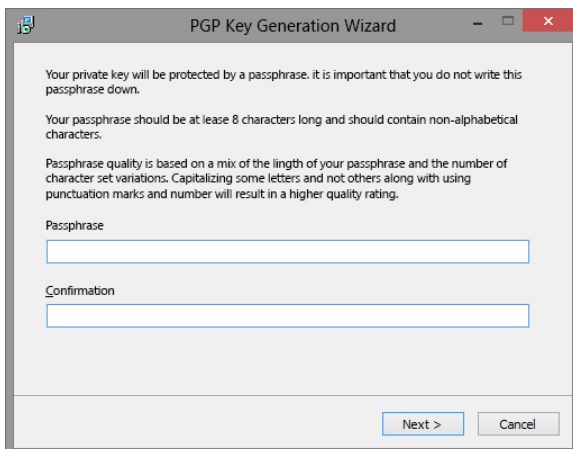 PGP Key Generation Wizard
Your private key will be protected by a passphrase. it is important that you do not write this
passphrase down.
Your passphrase should be at lease 8 characters long and should contain non-alphabetical
characters.
Passphrase quality is based on a mix of the lingth of your passphrase and the number of
character set variations. Capitalizing some letters and not others along with using
punctuation marks and number will result in a higher quality rating.
Passphrase
Confirmation
Next > Cancel